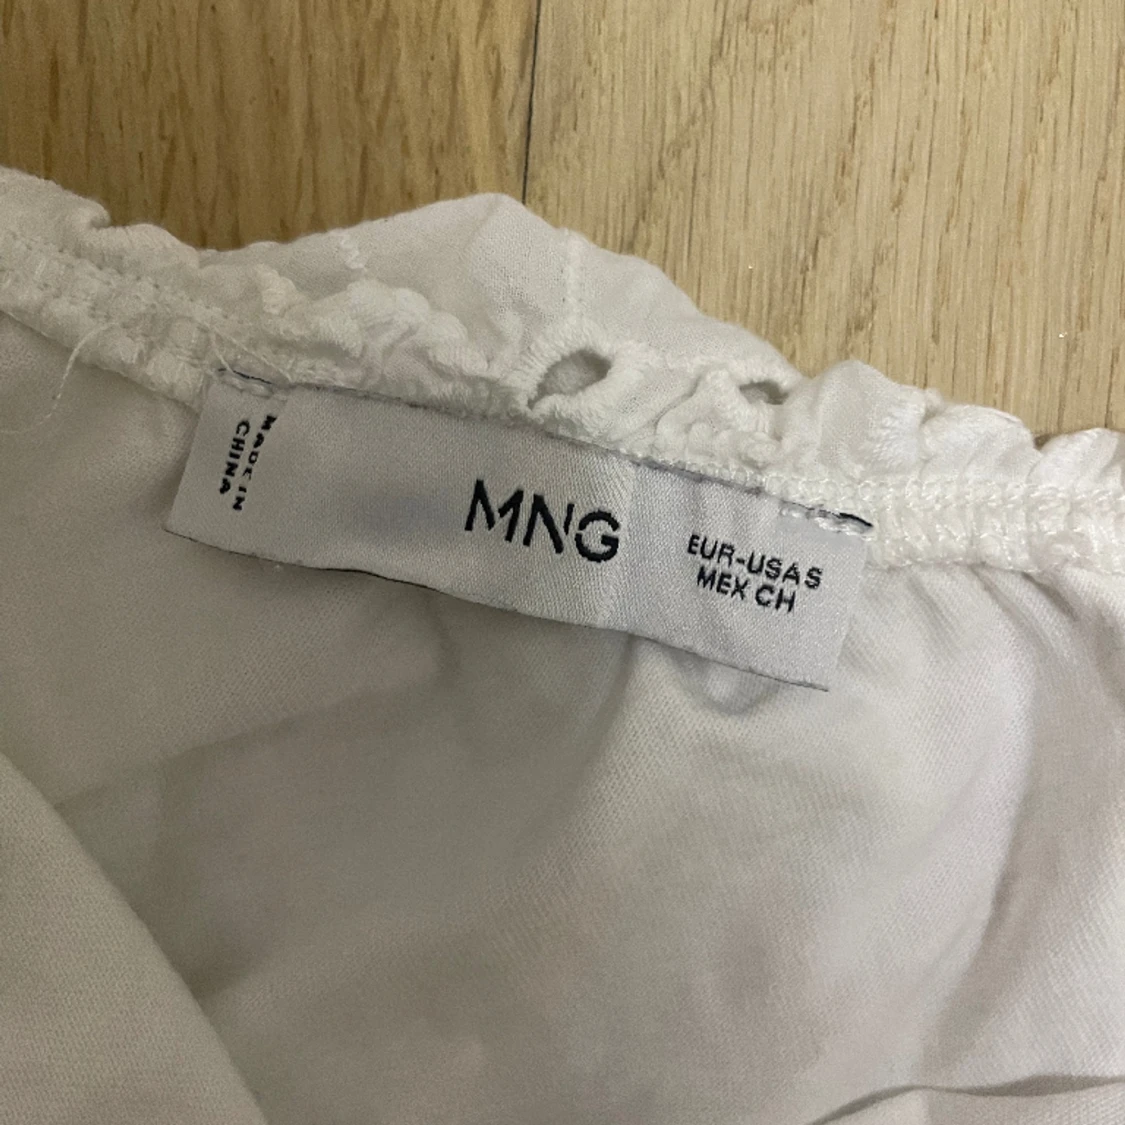 MADE IN
CHINA
MNG
EUR-USA S
MEX CH